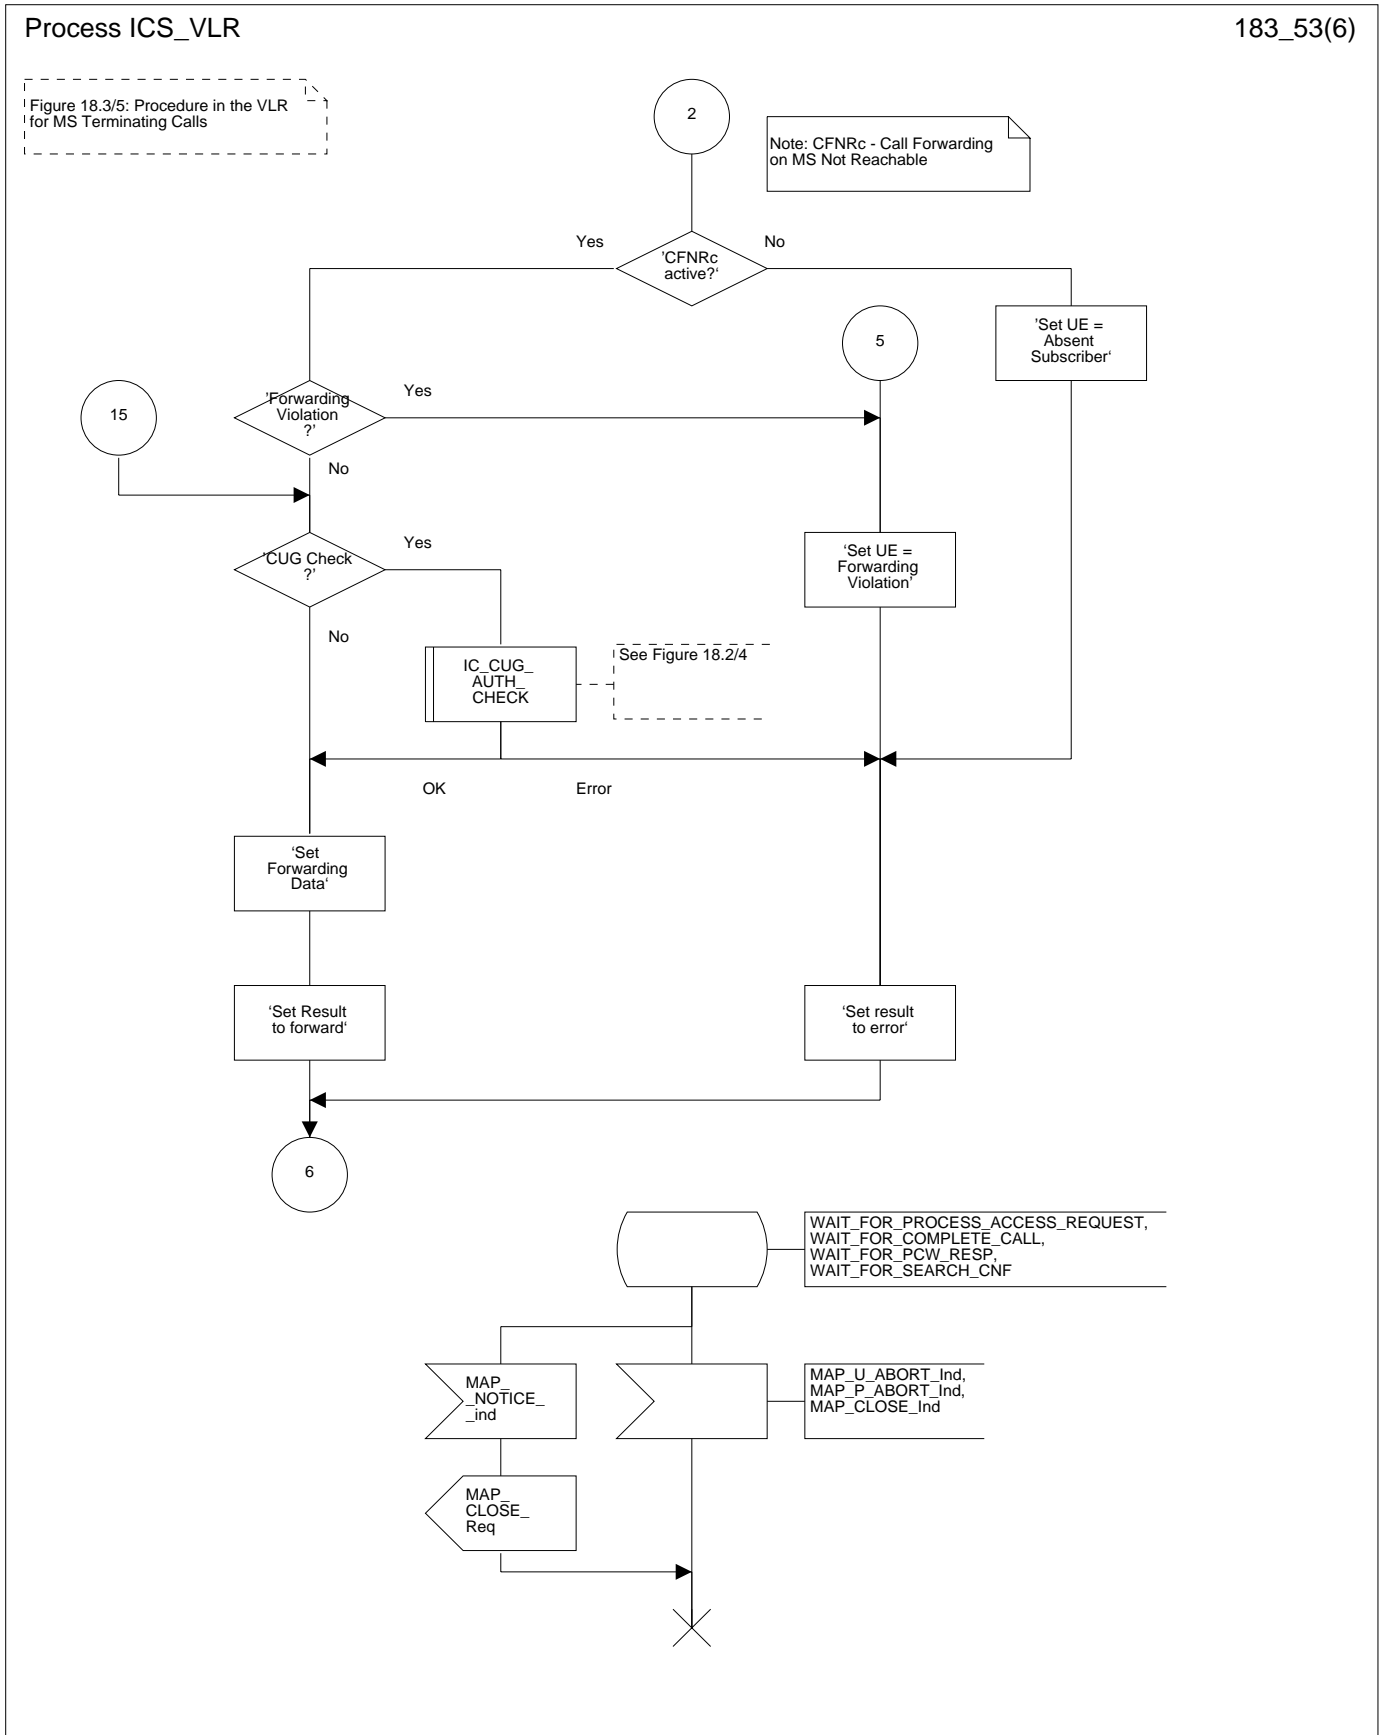 Process ICS_VLR
183_53(6)
Figure 18.3/5: Procedure in the VLR
for MS Terminating Calls
2
Note: CFNRc - Call Forwarding
on MS Not Reachable
Yes
No
’CFNRc
active?‘
5
’Set UE =
Absent
Subscriber‘
15
’Forwarding
Violation
?’
Yes
No
’CUG Check
?’
Yes
‘Set UE =
Forwarding
Violation’
No
IC_CUG_
AUTH_
CHECK
See Figure 18.2/4
OK
Error
‘Set
Forwarding
Data‘
‘Set Result
to forward‘
‘Set result
to error‘
6
WAIT_FOR_PROCESS_ACCESS_REQUEST,
WAIT_FOR_COMPLETE_CALL,
WAIT_FOR_PCW_RESP,
WAIT_FOR_SEARCH_CNF
MAP_
_NOTICE_
_ind
MAP_U_ABORT_Ind,
MAP_P_ABORT_Ind,
MAP_CLOSE_Ind
MAP_
CLOSE_
Req